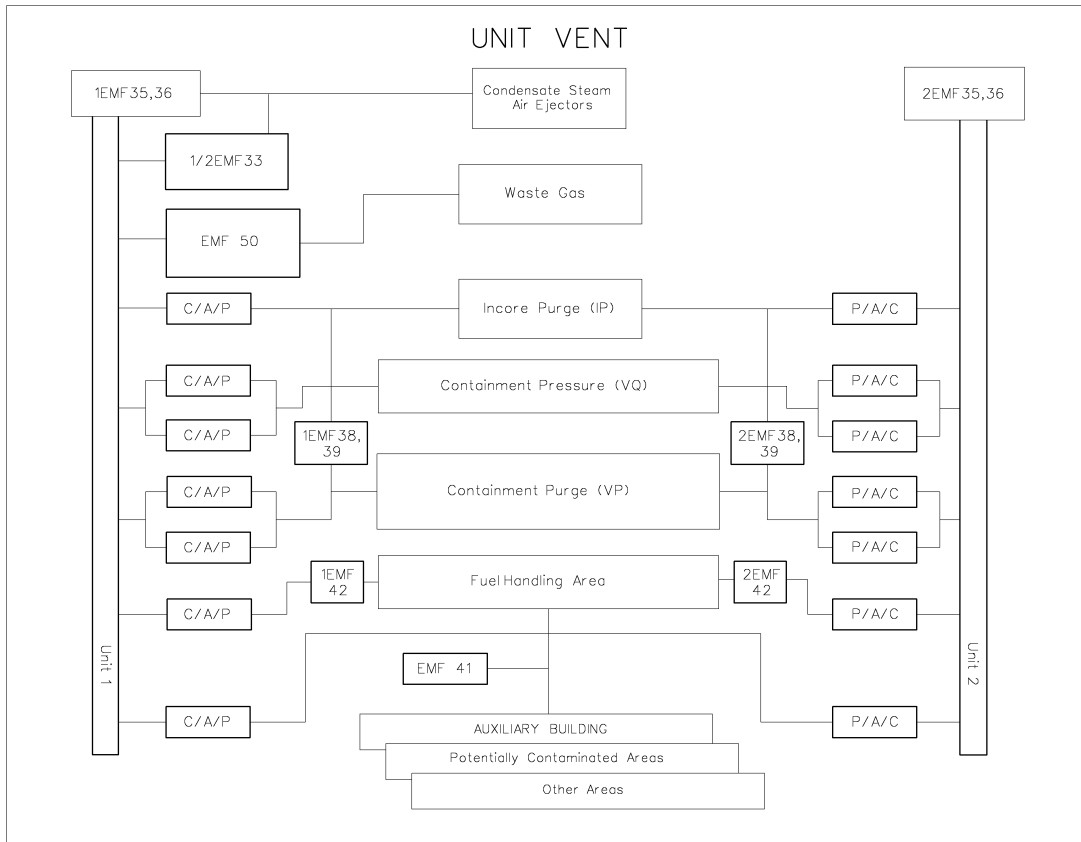 UNIT VENT
1EMF35,36
Condensate Steam
Air Ejectors
2EMF35,36
1/2EMF33
Waste Gas
EMF 50
C/A/P
Incore Purge (IP)
P/A/C
C/A/P
Containment Pressure (VQ)
P/A/C
C/A/P
P/A/C
1EMF38,
39
2EMF38,
39
C/A/P
Containment Purge (VP)
P/A/C
C/A/P
P/A/C
1EMF
42
Fuel Handling Area
2EMF
42
C/A/P
P/A/C
Unit 1
EMF 41
Unit 2
C/A/P
AUXILIARY BUILDING
P/A/C
Potentially Contaminated Areas
Other Areas